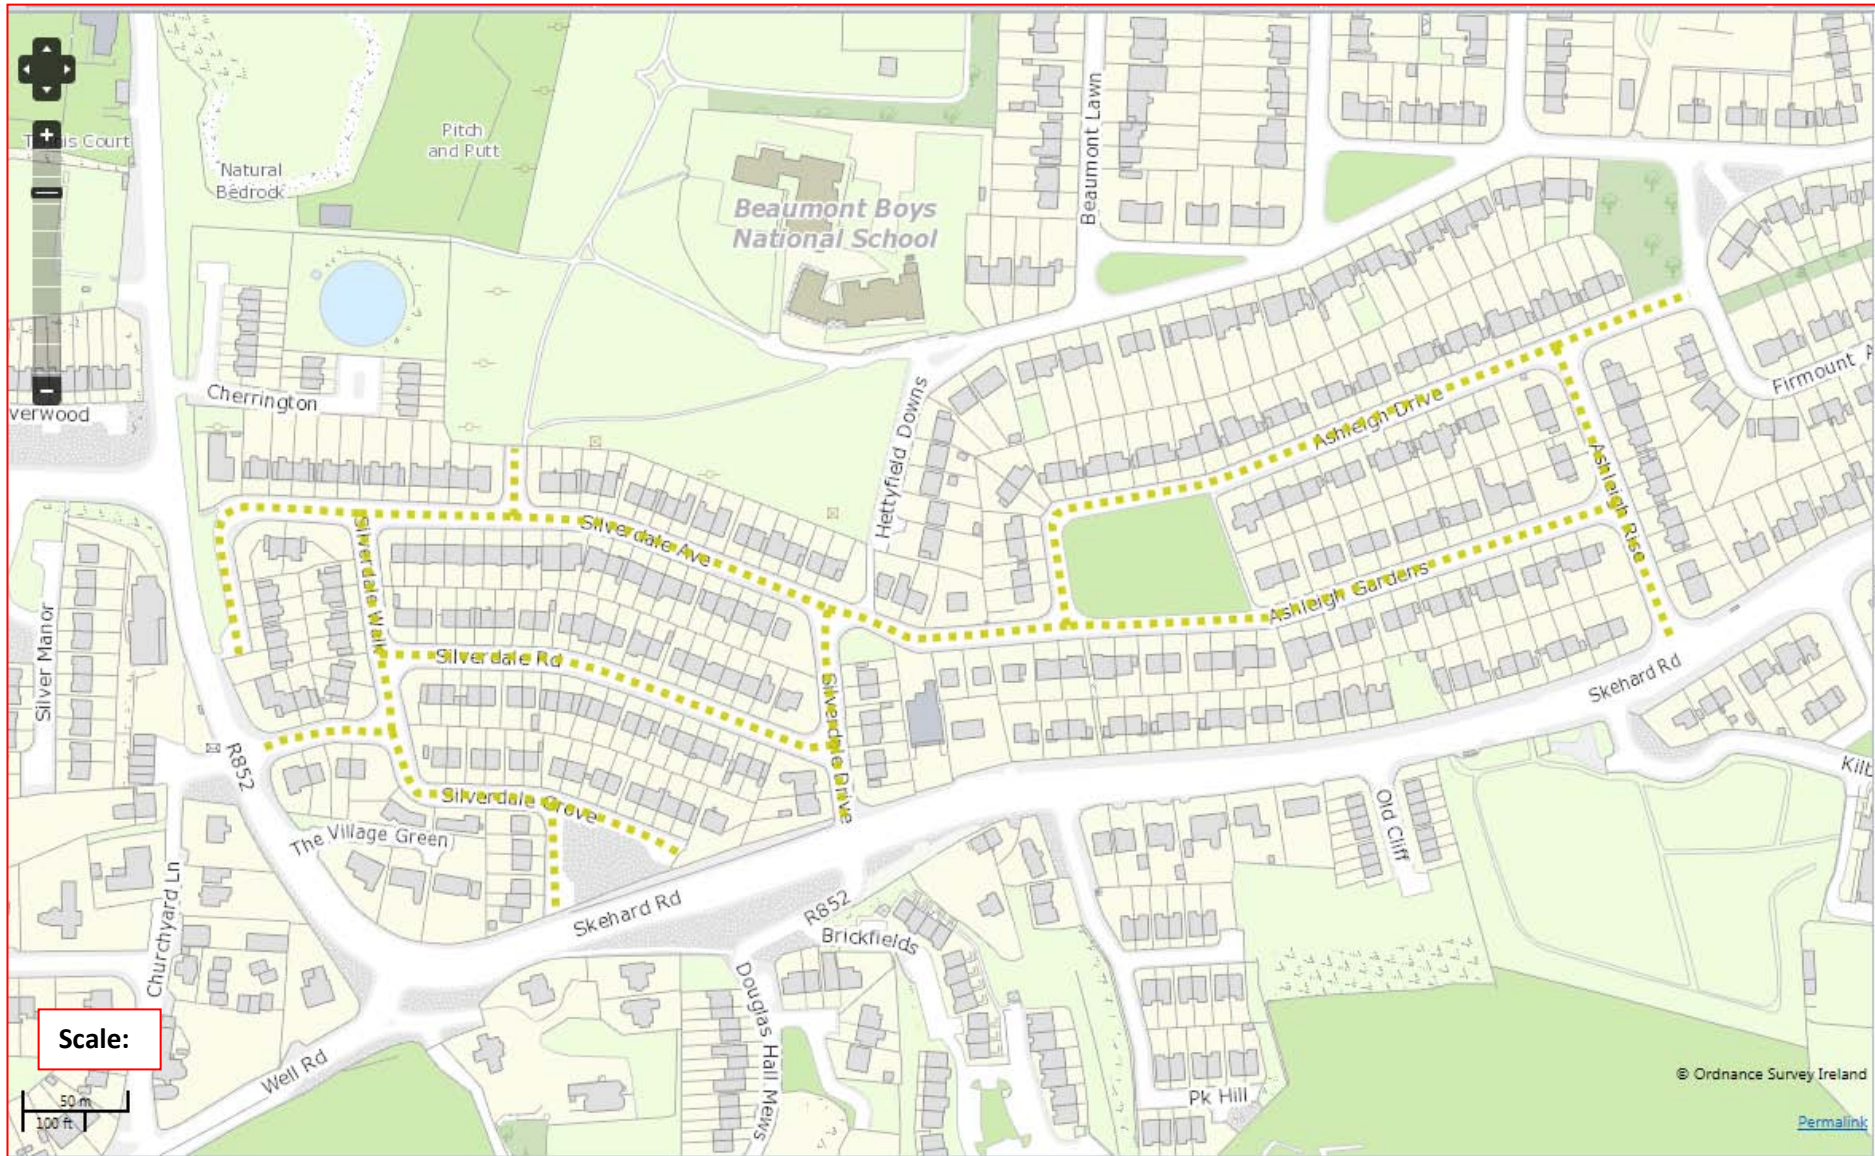 Tennis Court
Pitch
and Putt
Natural
Bedrock
Beaumont Boys
National School
Beaumont Lawn
Cherrington
verwood
Hettyfield Downs
Firmount
Ashleigh Drive
Ashleigh Rise
Silverdale Ave
Silverdale Walk
Ashleigh Gardens
Silver Manor
Silverdale Rd
Silverdale Drive
Skehard Rd
R852
Kilb
Silverdale Grove
The Village Green
Old Cliff
Churchyard Ln
Skehard Rd
R852
Brickfields
Douglas Hall Mews
Scale:
Well Rd
50 m
100 ft
Pk Hill
© Ordnance Survey Ireland
Permalink